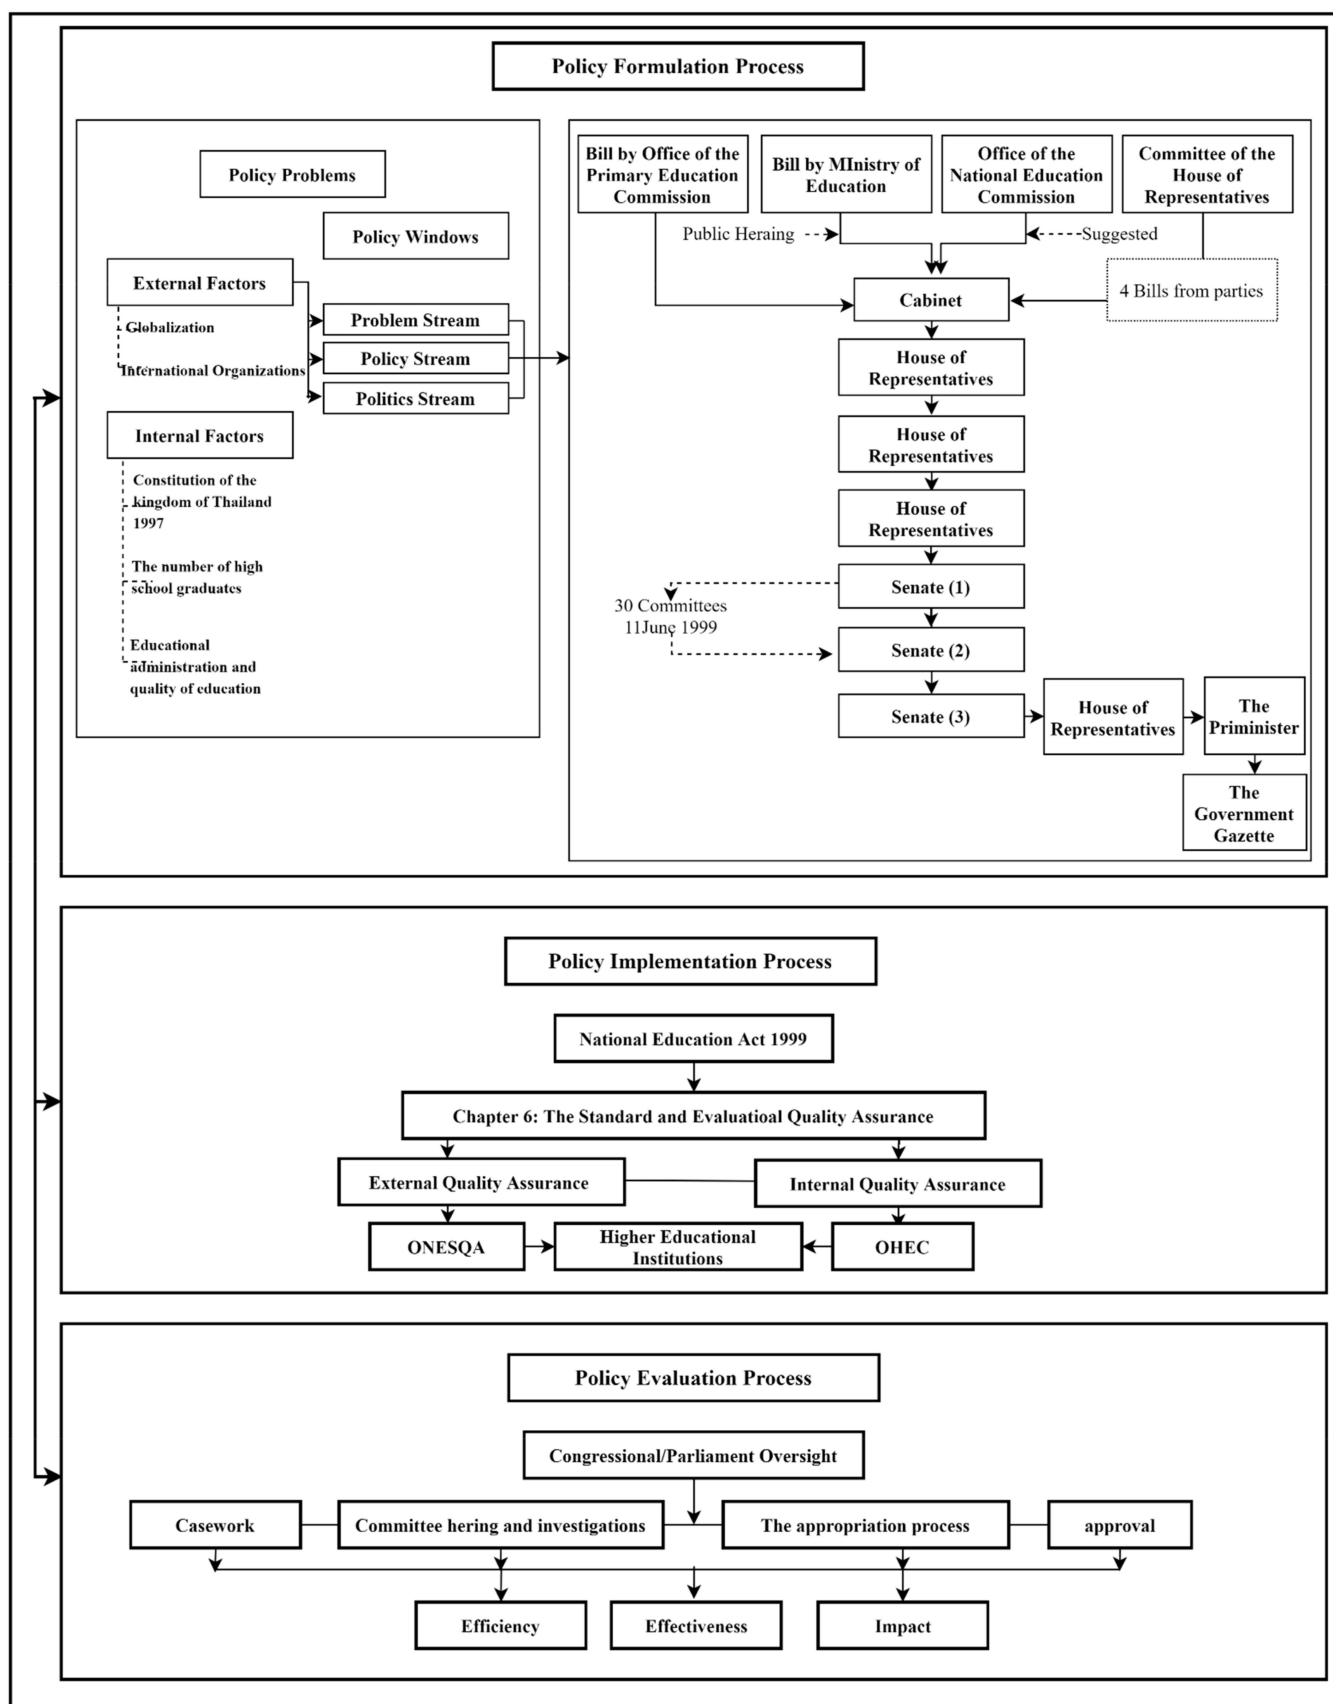 Policy Formulation Process
Policy Problems
Policy Windows
External Factors
Globalization
International Organizations
Problem Stream
Policy Stream
Politics Stream
Internal Factors
Constitution of the
kingdom of Thailand
1997
The number of high
school graduates
Educational
administration and
quality of education
Bill by Office of the
Primary Education
Commission
Bill by MInistry of
Education
Office of the
National Education
Commission
Committee of the
House of
Representatives
Public Heraing
Suggested
Cabinet
4 Bills from parties
House of
Representatives
House of
Representatives
House of
Representatives
Senate (1)
30 Committees
11June 1999
Senate (2)
Senate (3)
House of
Representatives
The
Priminister
The
Government
Gazette
Policy Implementation Process
National Education Act 1999
Chapter 6: The Standard and Evaluatioal Quality Assurance
External Quality Assurance
Internal Quality Assurance
ONESQA
Higher Educational
Institutions
OHEC
Policy Evaluation Process
Congressional/Parliament Oversight
Casework
Committee hering and investigations
The appropriation process
approval
Efficiency
Effectiveness
Impact